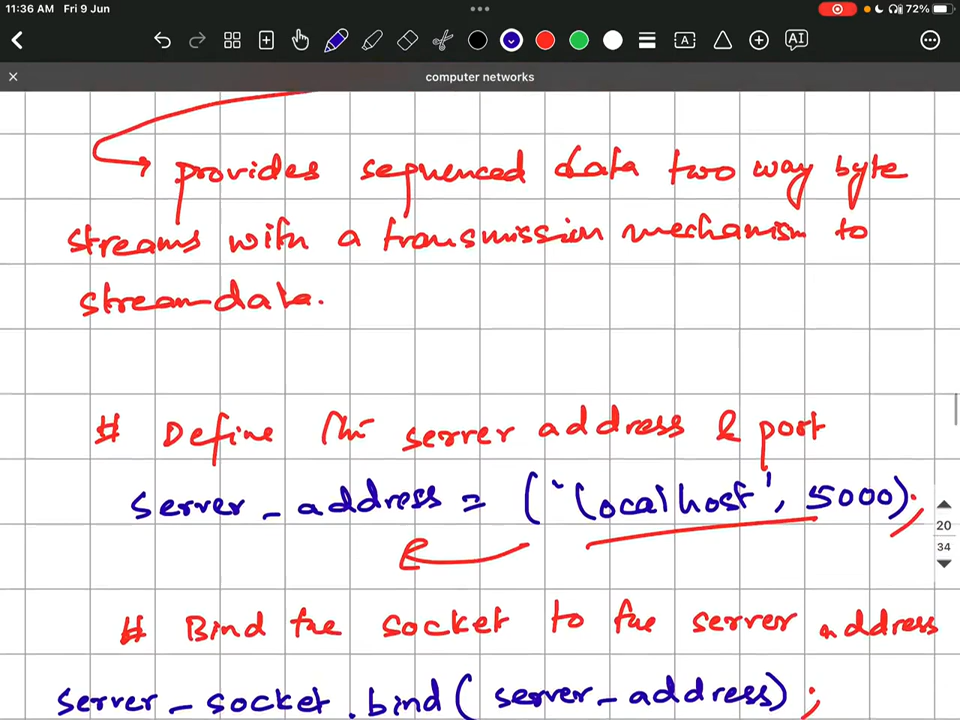 11:36 AM Fri 9 Jun
72%
A
AI
computer networks
provides sequenced data two way byte
streams with a transmission mechanism to
stream data.
# Define the server address & port
server_address = ('localhost', 5000);
20
34
# Bind the socket to the server address
server_socket.bind(server_address);